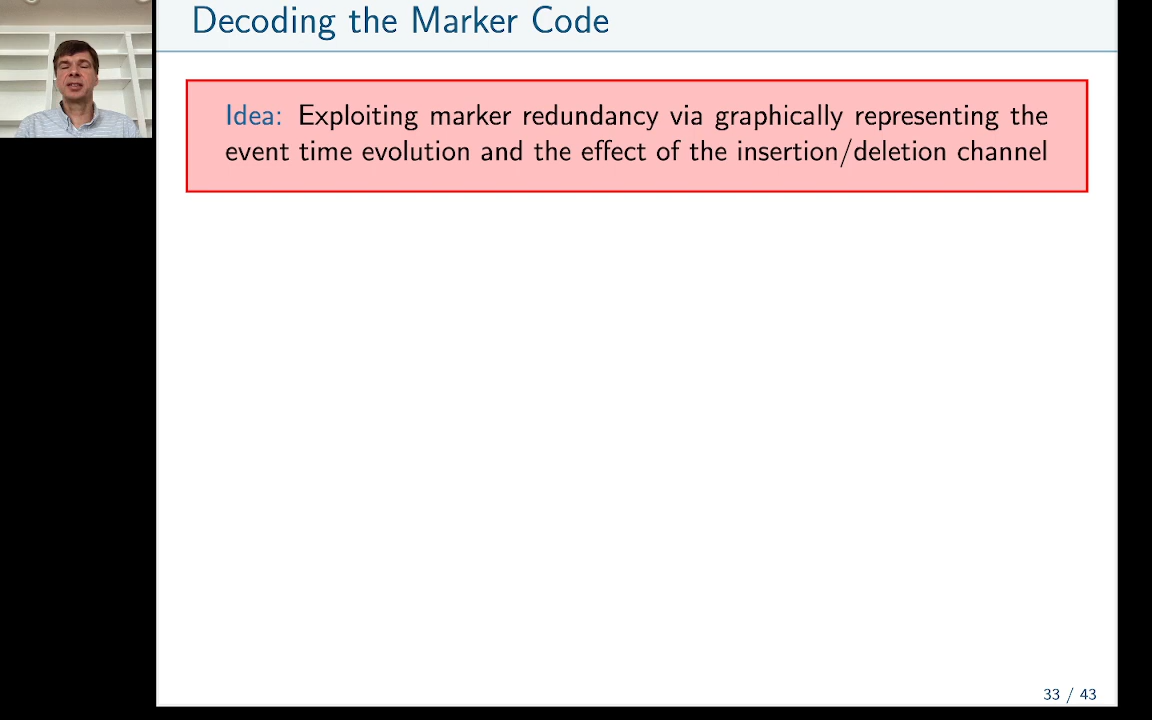 Decoding the Marker Code
Idea: Exploiting marker redundancy via graphically representing the
event time evolution and the effect of the insertion/deletion channel
33 / 43